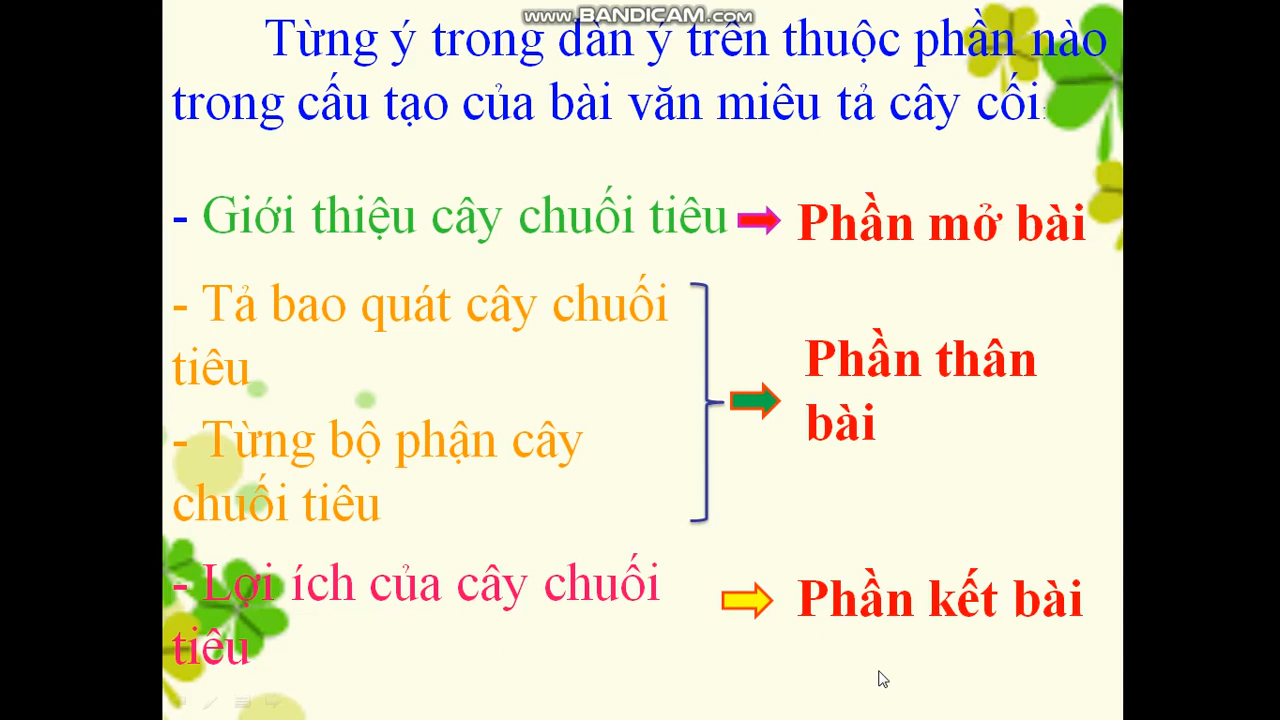 www.BANDICAM.com
Từng ý trong dàn ý trên thuộc phần nào
trong cấu tạo của bài văn miêu tả cây cối:
- Giới thiệu cây chuối tiêu
Phần mở bài
- Tả bao quát cây chuối
tiêu
- Từng bộ phận cây
chuối tiêu
Phần thân
bài
- Lợi ích của cây chuối
tiêu
Phần kết bài